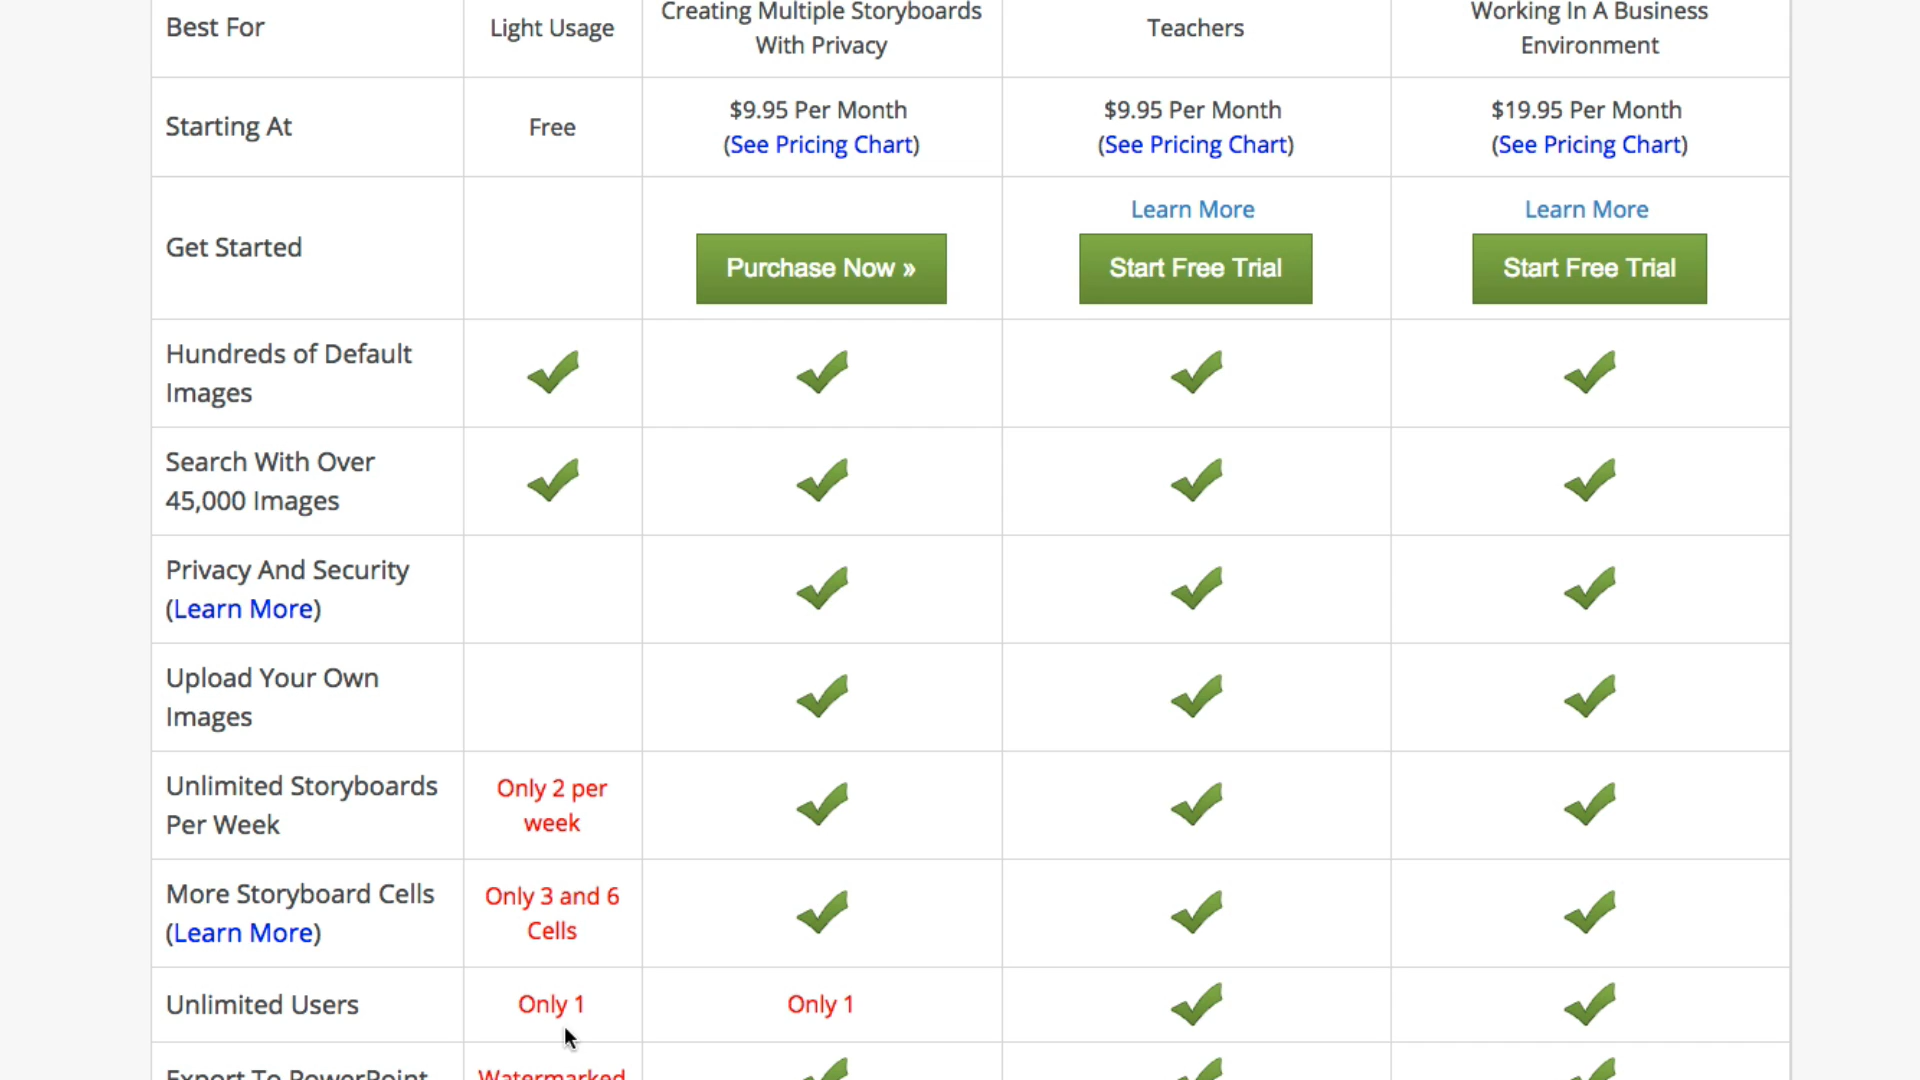 Best For
Light Usage
Creating Multiple Storyboards
With Privacy
Teachers
Working In A Business
Environment
Starting At
Free
$9.95 Per Month
(See Pricing Chart)
$9.95 Per Month
(See Pricing Chart)
$19.95 Per Month
(See Pricing Chart)
Get Started
Purchase Now »
Learn More
Start Free Trial
Learn More
Start Free Trial
Hundreds of Default
Images
Search With Over
45,000 Images
Privacy And Security
(Learn More)
Upload Your Own
Images
Unlimited Storyboards
Per Week
Only 2 per
week
More Storyboard Cells
(Learn More)
Only 3 and 6
Cells
Unlimited Users
Only 1
Only 1
Export To PowerPoint
Watermarked